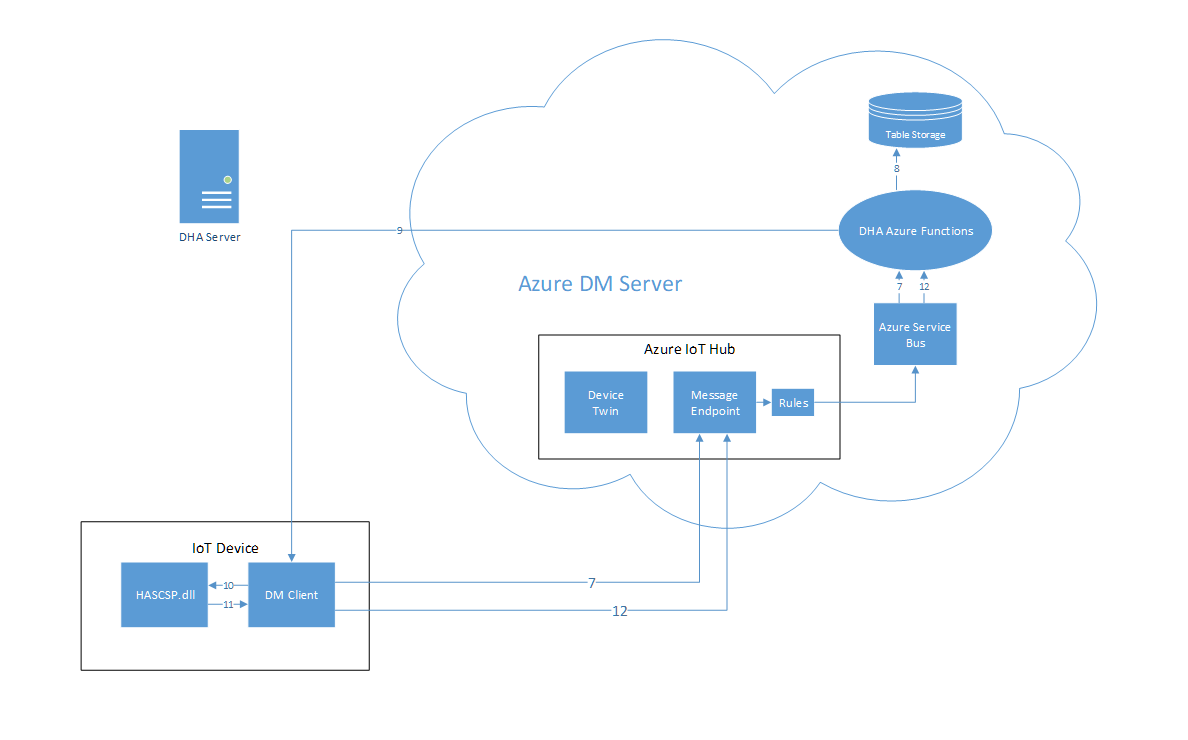 Table Storage
8
DHA Server
9
DHA Azure Functions
7
12
Azure DM Server
Azure Service
Bus
Azure IoT Hub
Device
Twin
Message
Endpoint
Rules
IoT Device
HASCSP.dll
10
11
DM Client
7
12